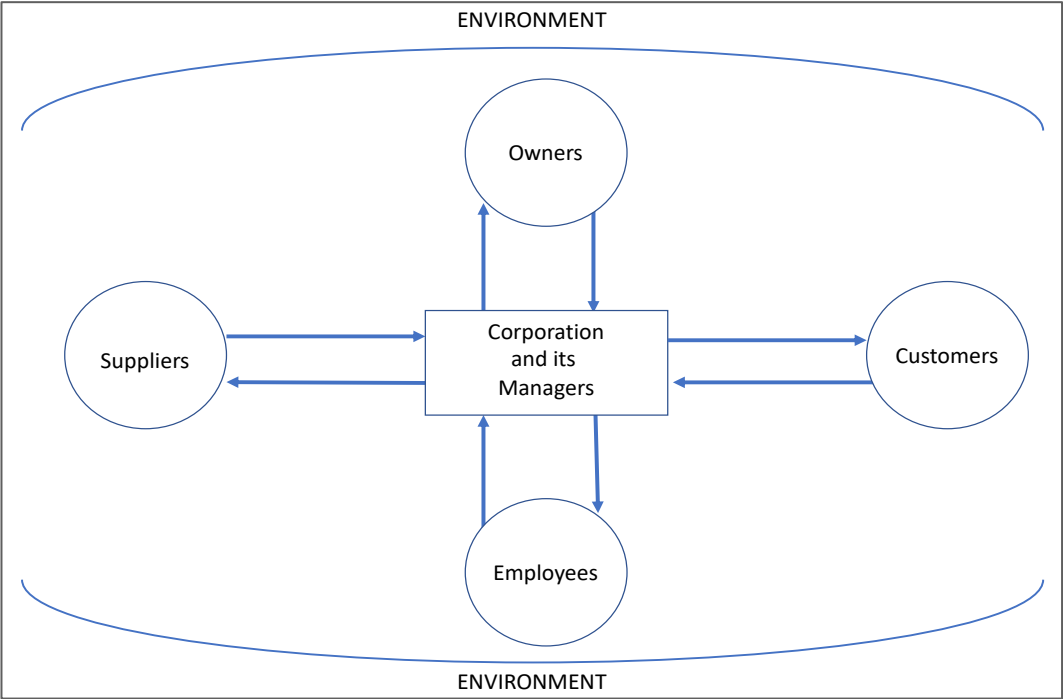 ENVIRONMENT
Owners
Suppliers
Corporation
and its
Managers
Customers
Employees
ENVIRONMENT